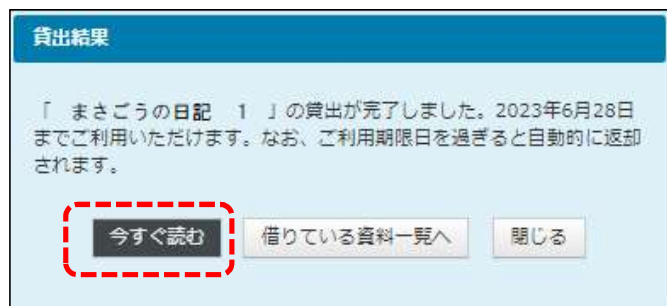 貸出結果
「　まさごうの日記　1　」の貸出が完了しました。2023年6月28日
までご利用いただけます。なお、ご利用期限日を過ぎると自動的に返却
されます。
今すぐ読む　借りている資料一覧へ　閉じる